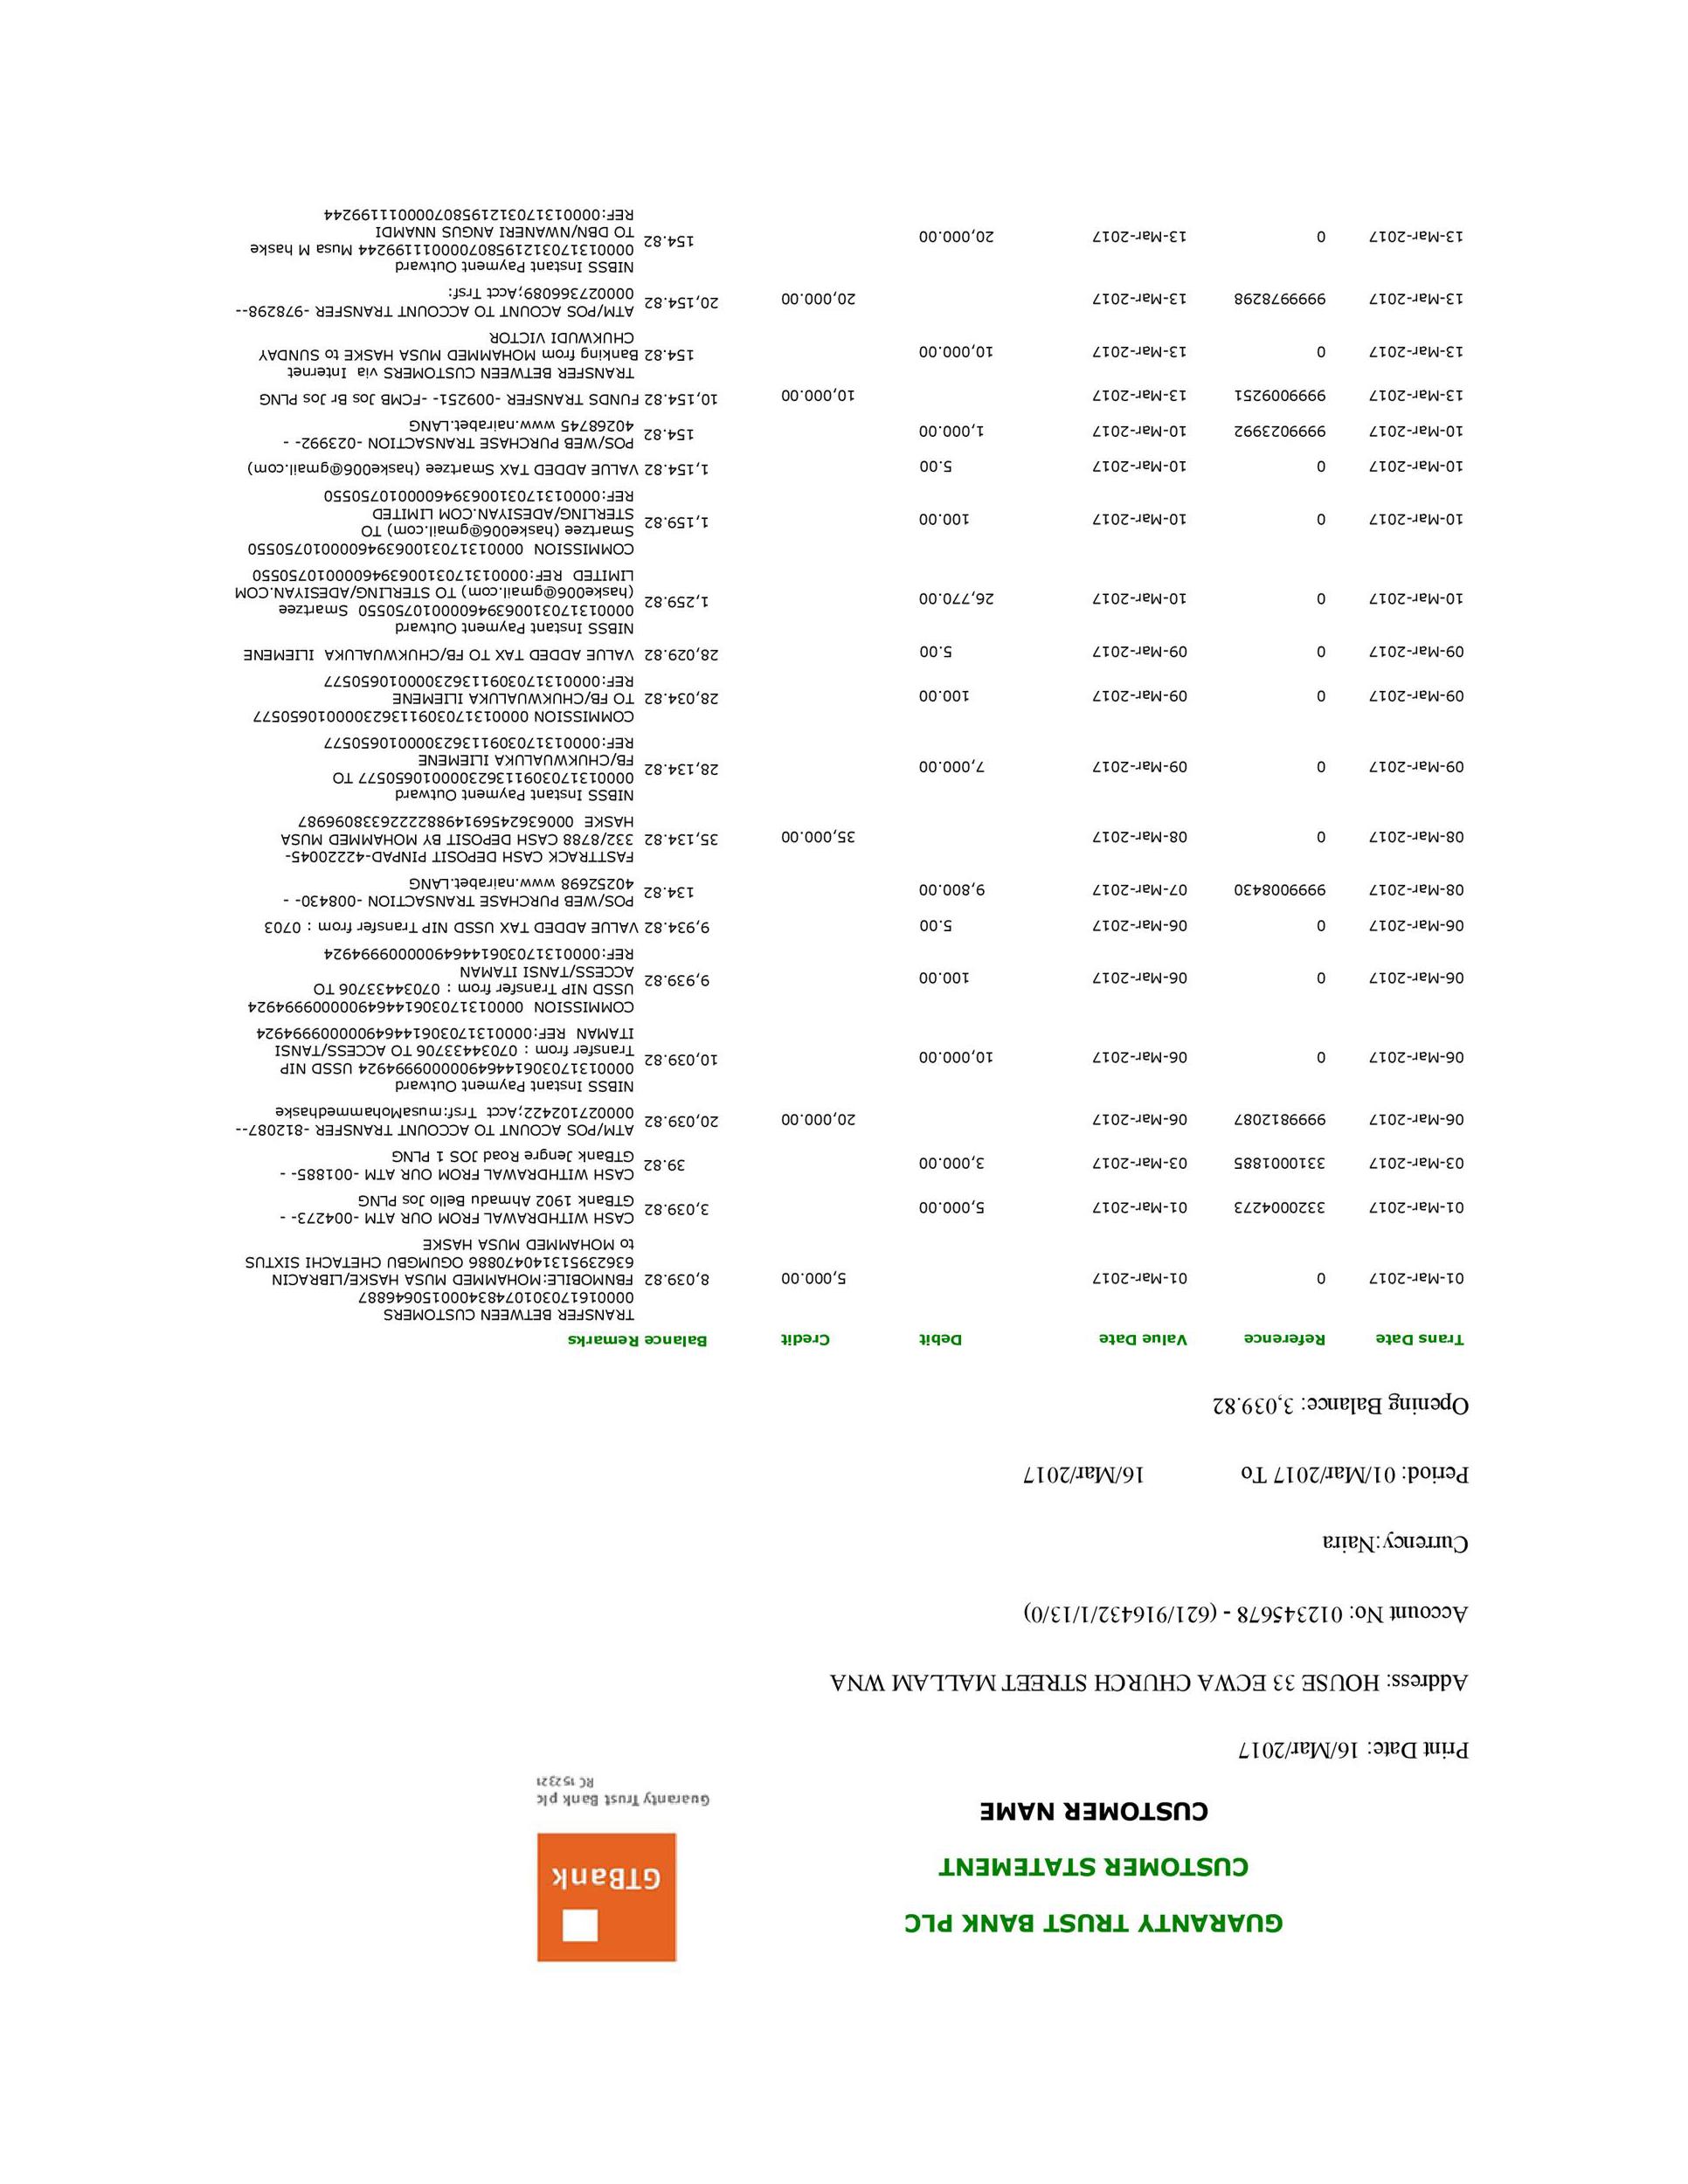 GUARANTY TRUST BANK PLC
CUSTOMER STATEMENT
CUSTOMER NAME
GTBank
Guaranty Trust Bank plc
RC 152321
Print Date: 16/Mar/2017
Address: HOUSE 33 ECWA CHURCH STREET MALLAM WNA
Account No: 012345678 - (621/916432/1/13/0)
Currency:Naira
Period: 01/Mar/2017 To 16/Mar/2017
Opening Balance: 3,039.82
Trans Date Reference Value Date Debit Credit Balance Remarks
01-Mar-2017 0 01-Mar-2017 5,000.00 8,039.82
TRANSFER BETWEEN CUSTOMERS
000016170301074834000150646887
FBNMOBILE:MOHAMMED MUSA HASKE/LIBRACIN
636239513140470886 OGUMGBU CHETACHI SIXTUS
to MOHAMMED MUSA HASKE
01-Mar-2017 3320004273 01-Mar-2017 5,000.00 3,039.82
CASH WITHDRAWAL FROM OUR ATM -004273- -
GTBank 1902 Ahmadu Bello Jos PLNG
03-Mar-2017 3310001885 03-Mar-2017 3,000.00 39.82
CASH WITHDRAWAL FROM OUR ATM -001885- -
GTBank Jengre Road JOS 1 PLNG
06-Mar-2017 9999812087 06-Mar-2017 20,000.00 20,039.82
ATM/POS ACOUNT TO ACCOUNT TRANSFER -812087--
000027102422;Acct Trsf:musaMohammedhaske
06-Mar-2017 0 06-Mar-2017 10,000.00 10,039.82
NIBSS Instant Payment Outward
000013170306144649000009994924 USSD NIP
Transfer from : 07034433706 TO ACCESS/TANSI
ITAMAN REF:000013170306144649000009994924
06-Mar-2017 0 06-Mar-2017 100.00 9,939.82
COMMISSION 000013170306144649000009994924
USSD NIP Transfer from : 07034433706 TO
ACCESS/TANSI ITAMAN
REF:000013170306144649000009994924
06-Mar-2017 0 06-Mar-2017 5.00 9,934.82 VALUE ADDED TAX USSD NIP Transfer from : 0703
08-Mar-2017 9999008430 07-Mar-2017 9,800.00 134.82
POS/WEB PURCHASE TRANSACTION -008430- -
40252698 www.nairabet.LANG
08-Mar-2017 0 08-Mar-2017 35,000.00 35,134.82
FASTTRACK CASH DEPOSIT PINPAD-42220045-
332/8788 CASH DEPOSIT BY MOHAMMED MUSA
HASKE 00063624569149882222633809​6987
09-Mar-2017 0 09-Mar-2017 7,000.00 28,134.82
NIBSS Instant Payment Outward
000013170309113623000010650577 TO
FB/CHUKWUALUKA ILIEMENE
REF:000013170309113623000010650577
09-Mar-2017 0 09-Mar-2017 100.00 28,034.82
COMMISSION 000013170309113623000010650577
TO FB/CHUKWUALUKA ILIEMENE
REF:000013170309113623000010650577
09-Mar-2017 0 09-Mar-2017 5.00 28,029.82 VALUE ADDED TAX TO FB/CHUKWUALUKA ILIEMENE
10-Mar-2017 0 10-Mar-2017 26,770.00 1,259.82
NIBSS Instant Payment Outward
000013170310063946000010750550 Smartzee
(haske006@gmail.com) TO STERLING/ADESIYAN.COM
LIMITED REF:000013170310063946000010750550
10-Mar-2017 0 10-Mar-2017 100.00 1,159.82
COMMISSION 000013170310063946000010750550
Smartzee (haske006@gmail.com) TO
STERLING/ADESIYAN.COM LIMITED
REF:000013170310063946000010750550
10-Mar-2017 0 10-Mar-2017 5.00 1,154.82 VALUE ADDED TAX Smartzee (haske006@gmail.com)
10-Mar-2017 9999023992 10-Mar-2017 1,000.00 154.82
POS/WEB PURCHASE TRANSACTION -023992- -
40268745 www.nairabet.LANG
13-Mar-2017 9999009251 13-Mar-2017 10,000.00 10,154.82 FUNDS TRANSFER -009251- -FCMB Jos Br Jos PLNG
13-Mar-2017 0 13-Mar-2017 10,000.00 154.82
TRANSFER BETWEEN CUSTOMERS via Internet
Banking from MOHAMMED MUSA HASKE to SUNDAY
CHUKWUDI VICTOR
13-Mar-2017 9999978298 13-Mar-2017 20,000.00 20,154.82
ATM/POS ACOUNT TO ACCOUNT TRANSFER -978298--
000027366089;Acct Trsf:
13-Mar-2017 0 13-Mar-2017 20,000.00 154.82
NIBSS Instant Payment Outward
000013170312195807000011199244 Musa M haske
TO DBN/NWANERI ANGUS NNAMDI
REF:000013170312195807000011199244